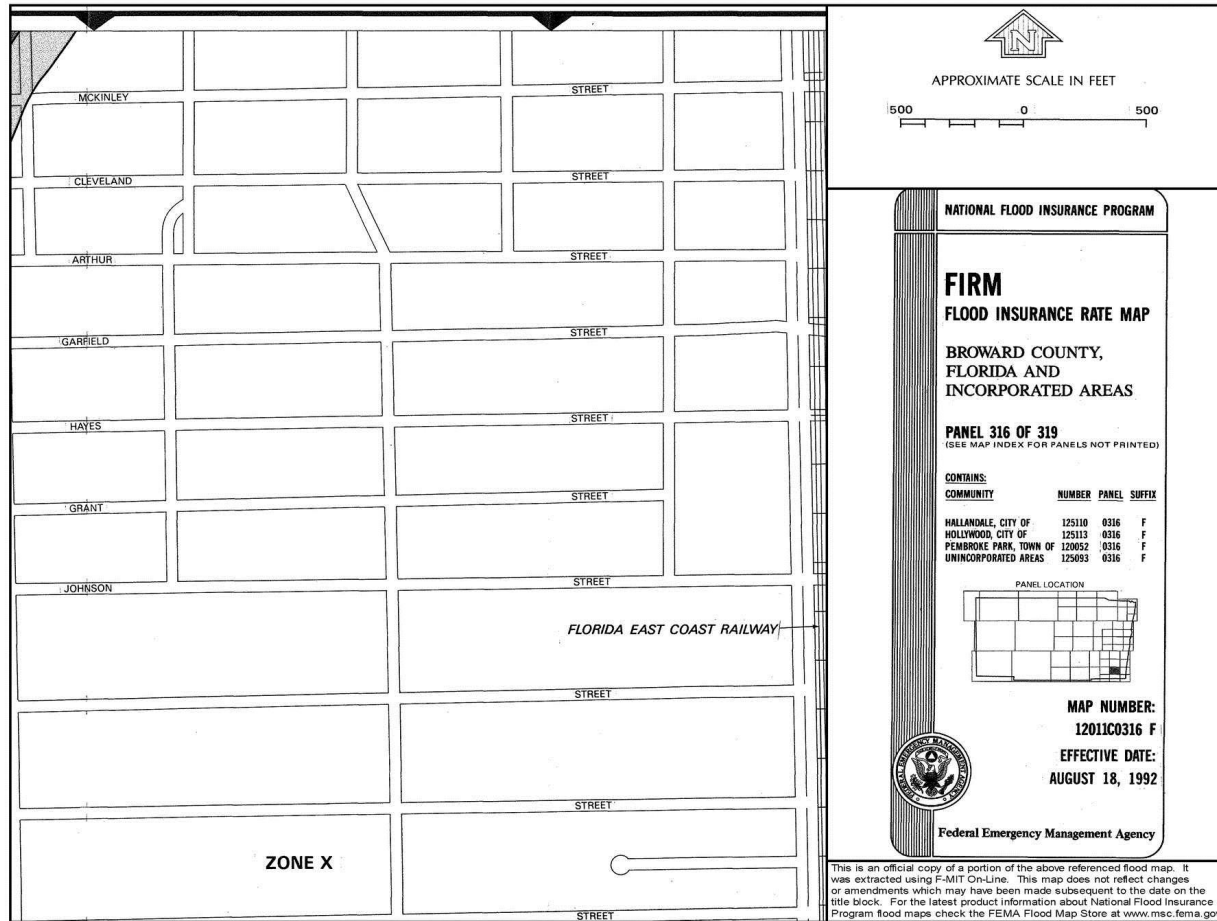 MCKINLEY STREET
CLEVELAND STREET
ARTHUR STREET
GARFIELD STREET
HAYES STREET
GRANT STREET
JOHNSON STREET
FLORIDA EAST COAST RAILWAY
STREET
STREET
ZONE X
STREET
N
APPROXIMATE SCALE IN FEET
500 0 500
NATIONAL FLOOD INSURANCE PROGRAM
FIRM
FLOOD INSURANCE RATE MAP
BROWARD COUNTY,
FLORIDA AND
INCORPORATED AREAS
PANEL 316 OF 319
(SEE MAP INDEX FOR PANELS NOT PRINTED)
CONTAINS:
COMMUNITY NUMBER PANEL SUFFIX
HALLANDALE, CITY OF 125110 0316 F
HOLLYWOOD, CITY OF 125113 0316 F
PEMBROKE PARK, TOWN OF 120052 0316 F
UNINCORPORATED AREAS 125093 0316 F
PANEL LOCATION
MAP NUMBER:
12011C0316 F
EFFECTIVE DATE:
AUGUST 18, 1992
FEDERAL EMERGENCY MANAGEMENT AGENCY
Federal Emergency Management Agency
This is an official copy of a portion of the above referenced flood map. It
was extracted using F-MIT On-Line. This map does not reflect changes
or amendments which may have been made subsequent to the date on the
title block. For the latest product information about National Flood Insurance
Program flood maps check the FEMA Flood Map Store at www.msc.fema.go